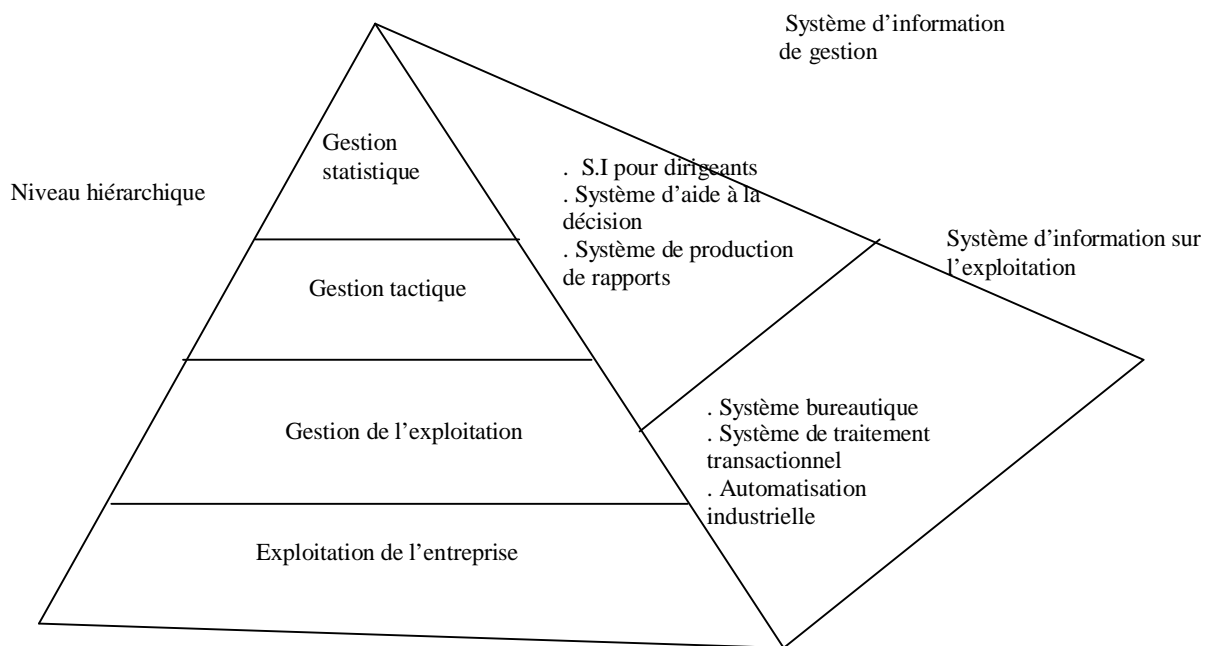 Système d’information
de gestion
Gestion
statistique
. S.I pour dirigeants
. Système d’aide à la
décision
. Système de production
de rapports
Niveau hiérarchique
Système d’information sur
l’exploitation
Gestion tactique
Gestion de l’exploitation
. Système bureautique
. Système de traitement
transactionnel
. Automatisation
industrielle
Exploitation de l’entreprise